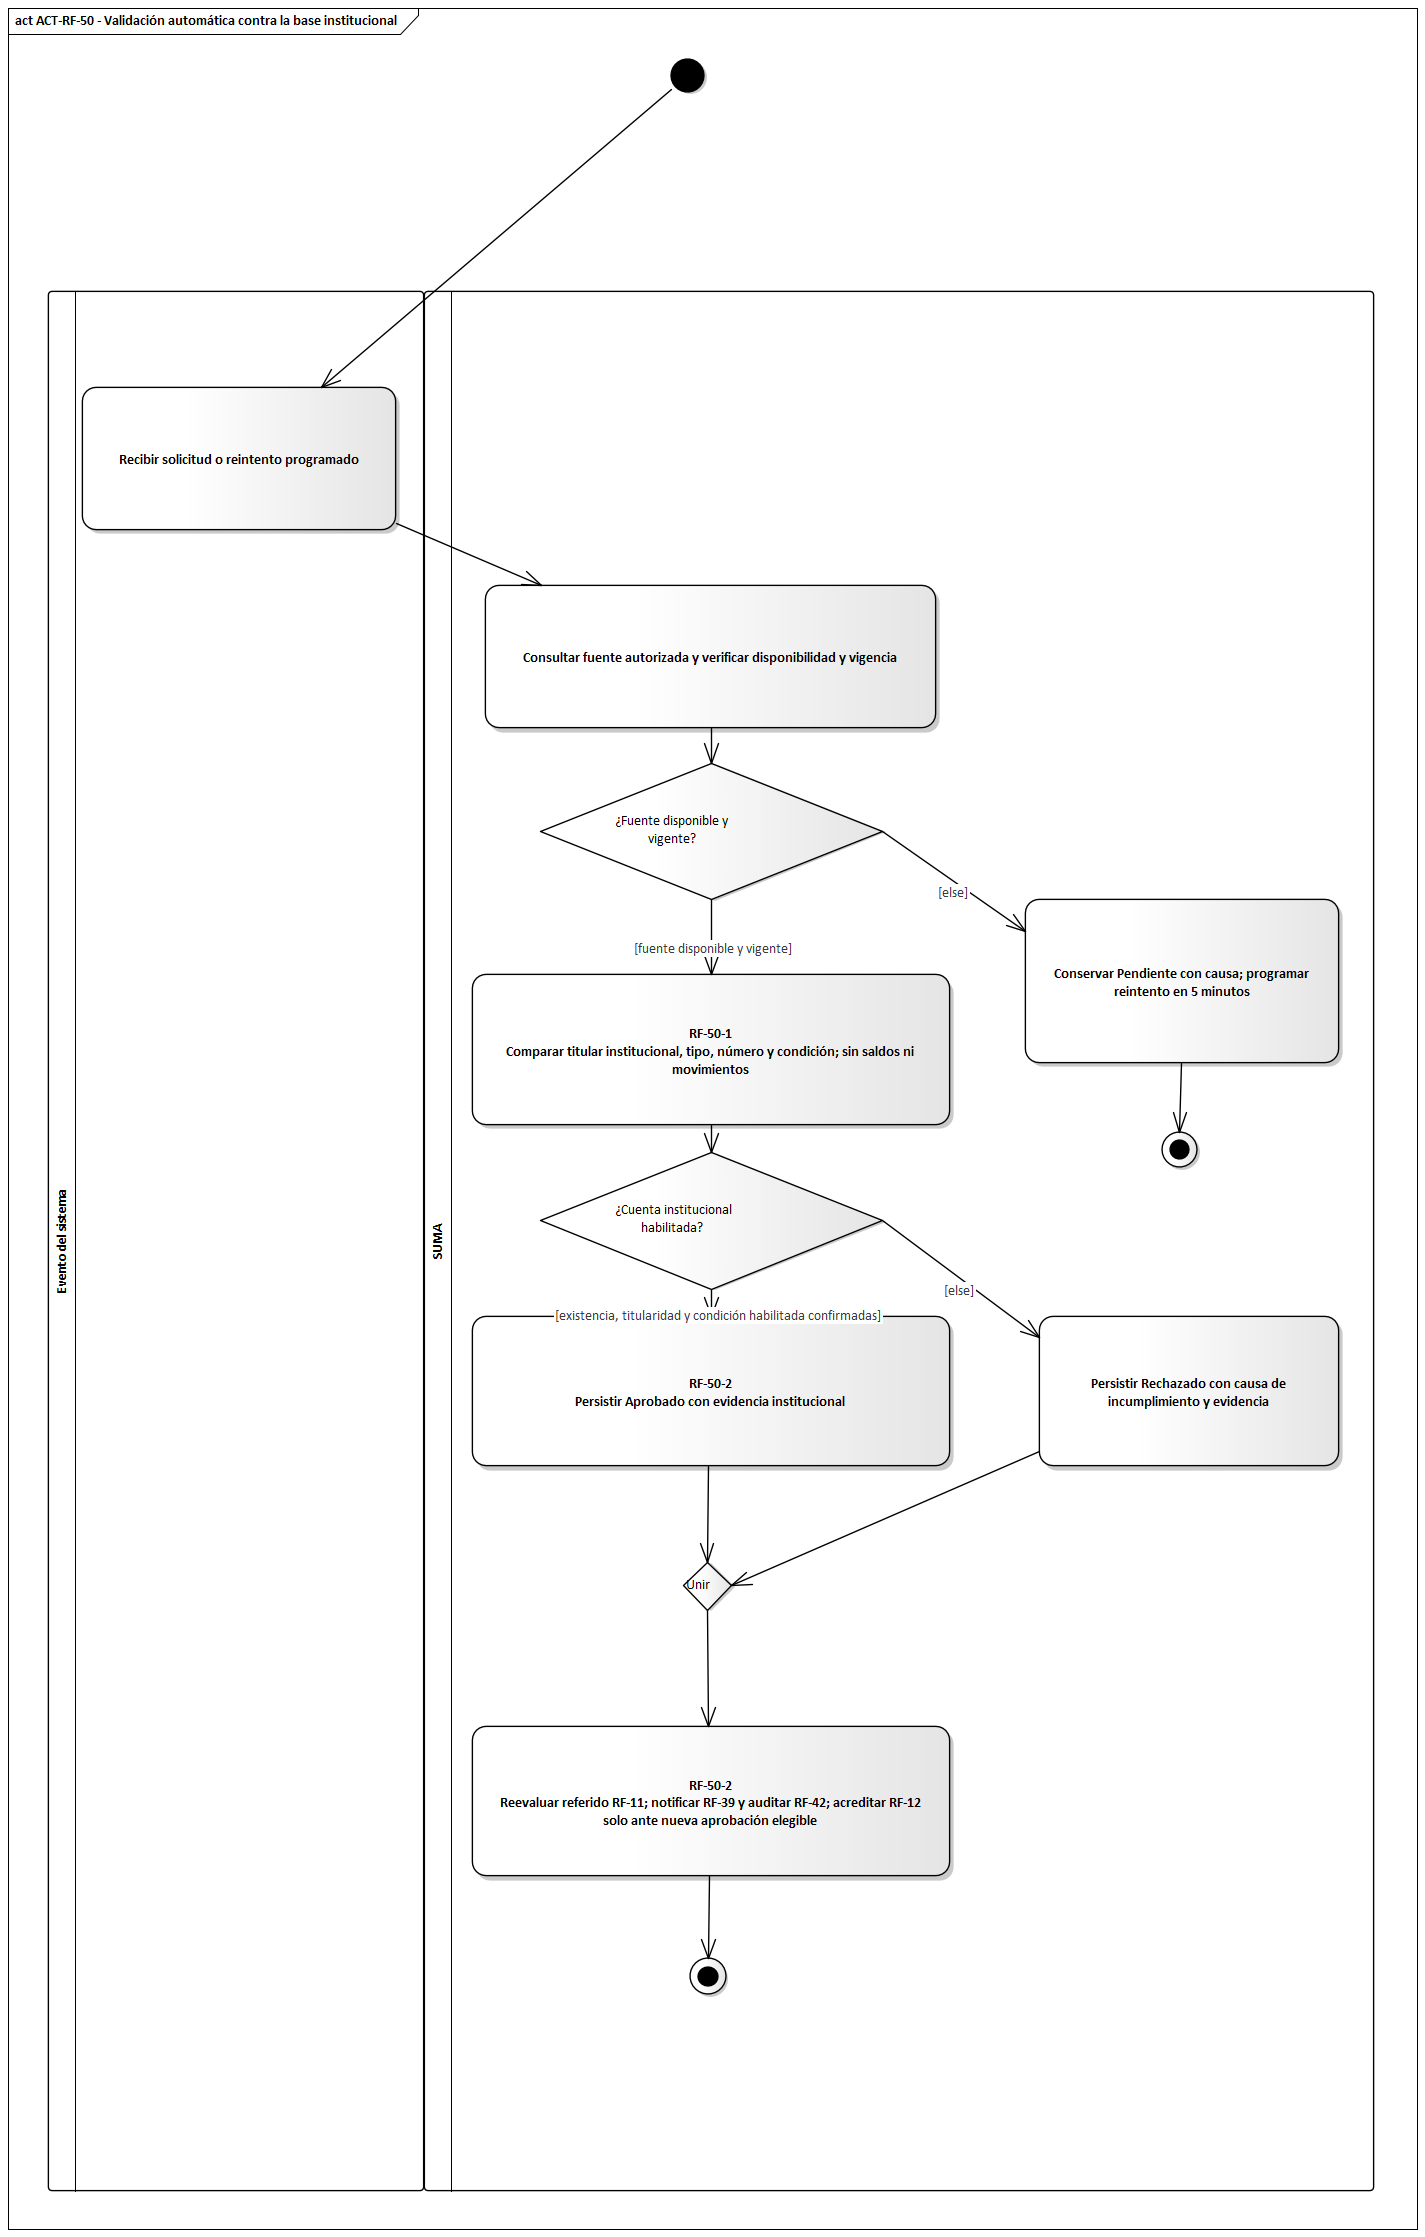 act ACT-RF-50 - Validación automática contra la base institucional
Recibir solicitud o reintento programado
Consultar fuente autorizada y verificar disponibilidad y vigencia
¿Fuente disponible y
vigente?
[else]
[fuente disponible y vigente]
Conservar Pendiente con causa; programar
reintento en 5 minutos
RF-50-1
Comparar titular institucional, tipo, número y condición; sin saldos ni
movimientos
Evento del sistema
SUMA
¿Cuenta institucional
habilitada?
[else]
[existencia, titularidad y condición habilitada confirmadas]
RF-50-2
Persistir Aprobado con evidencia institucional
Persistir Rechazado con causa de
incumplimiento y evidencia
Unir
RF-50-2
Reevaluar referido RF-11; notificar RF-39 y auditar RF-42; acreditar RF-12
solo ante nueva aprobación elegible